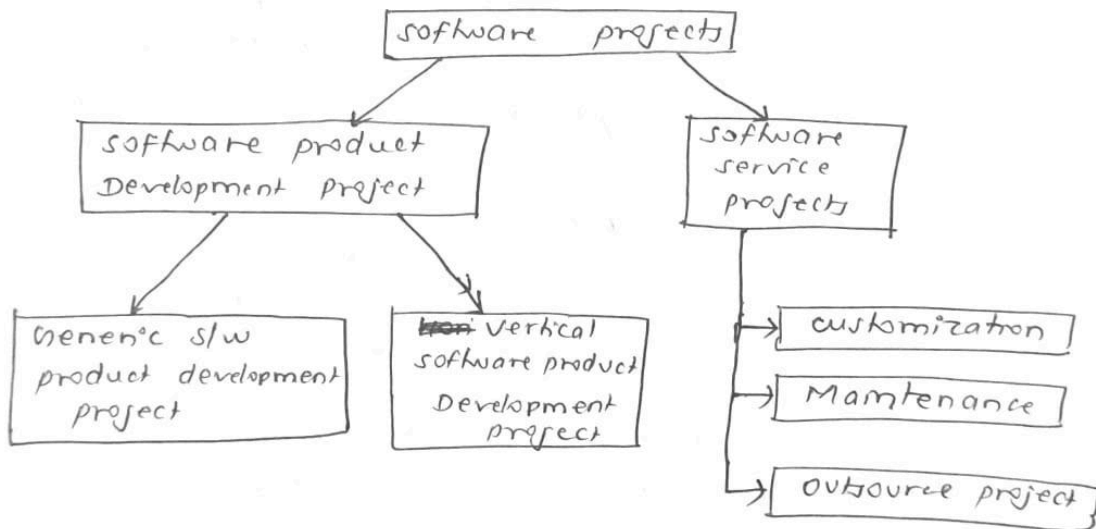 software projects
software product
Development project
software
service
projects
Generic s/w
product development
project
vertical
software product
Development
project
customization
Maintenance
outsource project